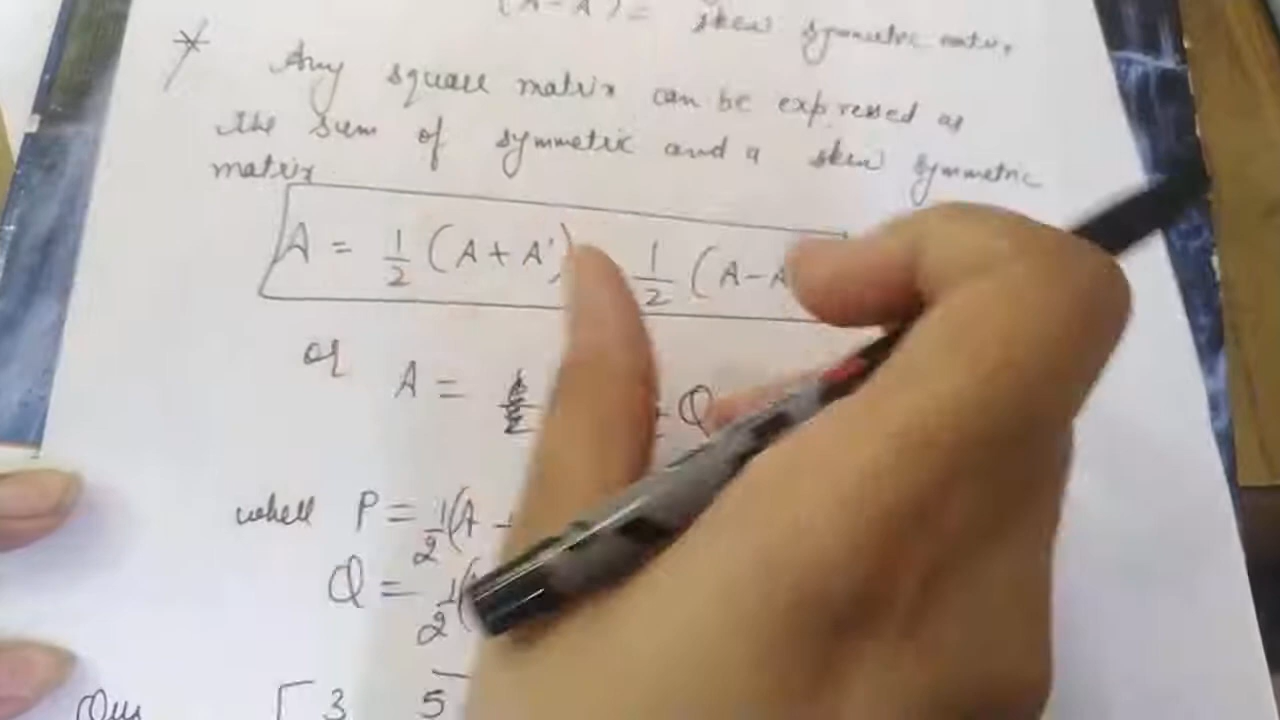 (A - A') = skew symmetric matrix
* Any square matrix can be expressed as
the sum of symmetric and a skew symmetric
matrix
A = 1/2 (A + A') 1/2 (A - A
or A = + Q
where P = 1/2 (A -
Q = 1/2 (
Ques [ 3 5